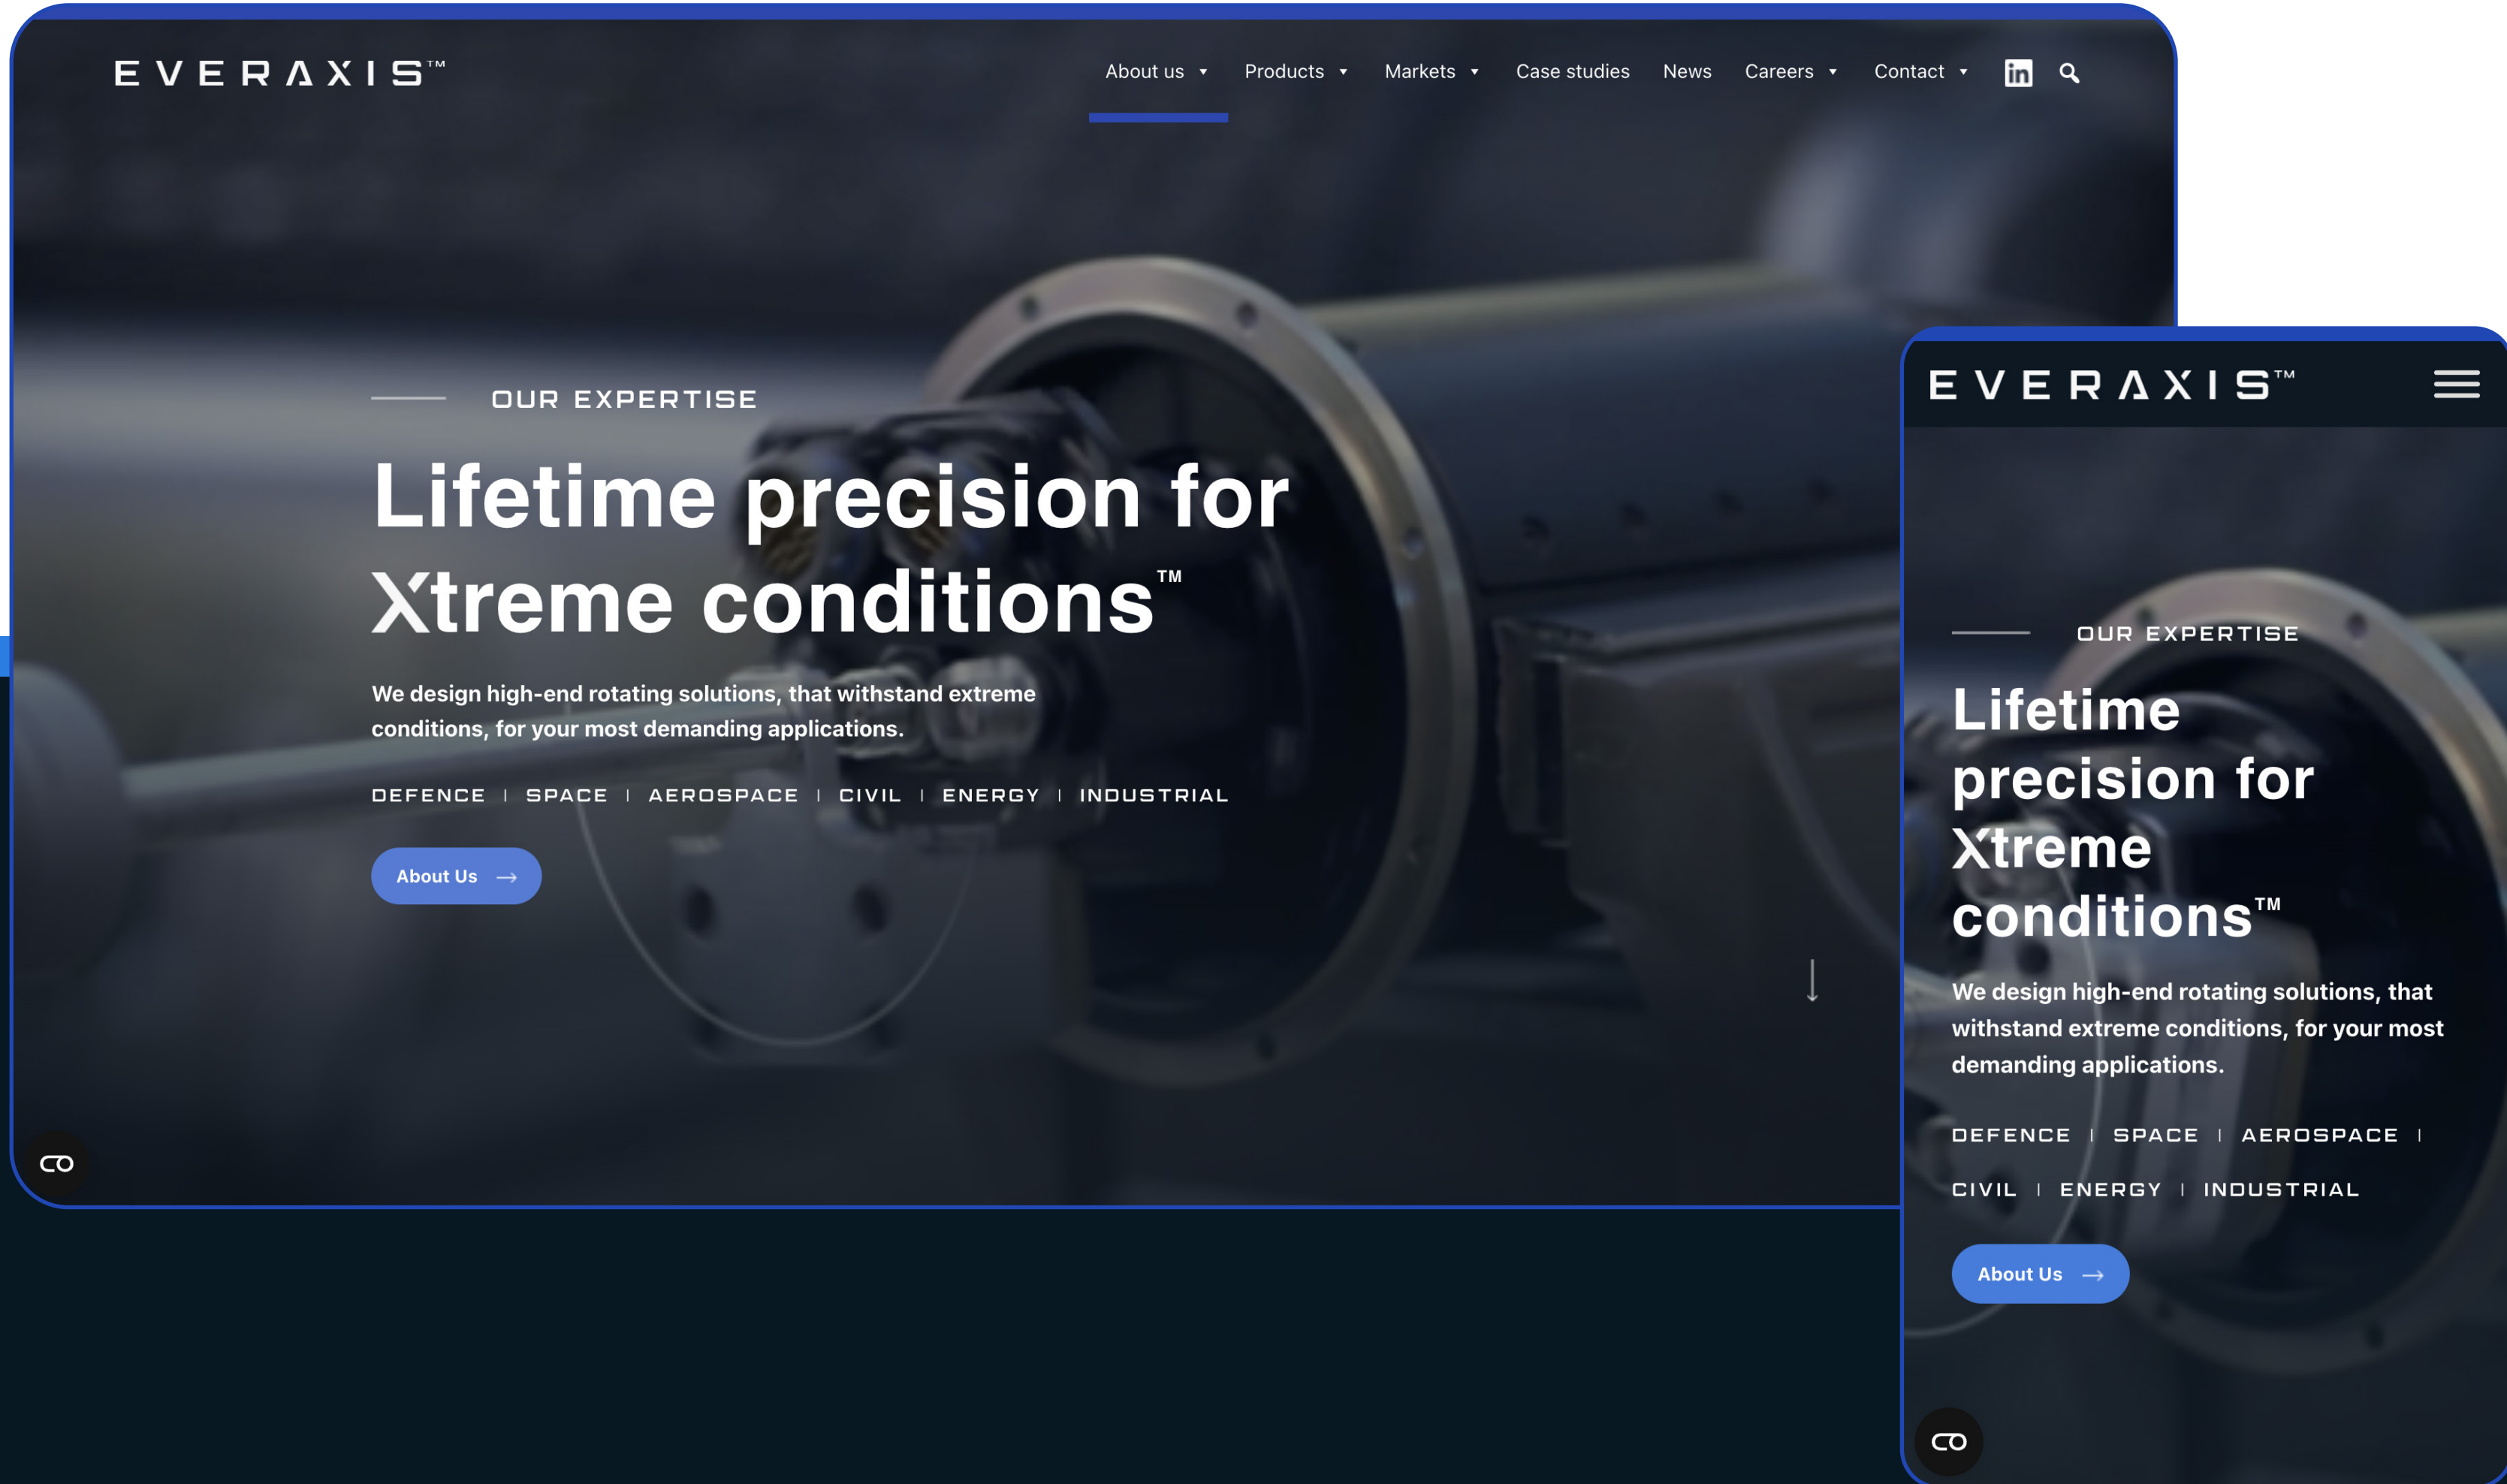 EVERAXIS™
About us Products Markets Case studies News Careers Contact in
OUR EXPERTISE
Lifetime precision for
Xtreme conditions™
We design high-end rotating solutions, that withstand extreme
conditions, for your most demanding applications.
DEFENCE | SPACE | AEROSPACE | CIVIL | ENERGY | INDUSTRIAL
About Us →
EVERAXIS™
OUR EXPERTISE
Lifetime
precision for
Xtreme
conditions™
We design high-end rotating solutions, that
withstand extreme conditions, for your most
demanding applications.
DEFENCE | SPACE | AEROSPACE |
CIVIL | ENERGY | INDUSTRIAL
About Us →